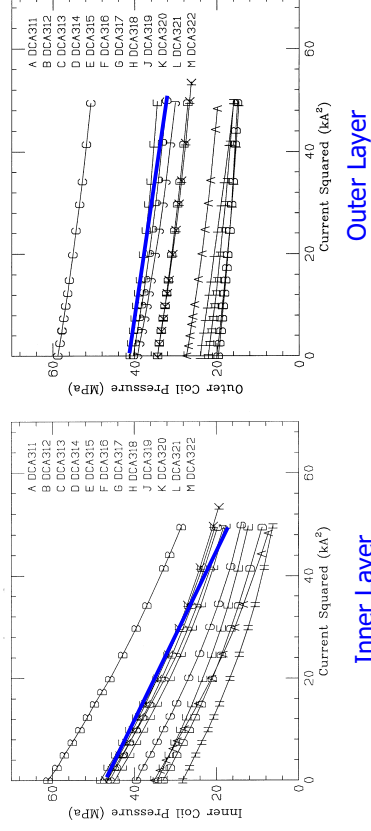 A DCA311
B DCA312
C DCA313
D DCA314
E DCA315
F DCA316
G DCA317
H DCA318
J DCA319
K DCA320
L DCA321
M DCA322
Outer Coil Pressure (MPa)
60
40
20
0
0
20
40
60
Current Squared (kA²)
Outer Layer
A DCA311
B DCA312
C DCA313
D DCA314
E DCA315
F DCA316
G DCA317
H DCA318
J DCA319
K DCA320
L DCA321
M DCA322
Inner Coil Pressure (MPa)
60
40
20
0
0
20
40
60
Current Squared (kA²)
Inner Layer